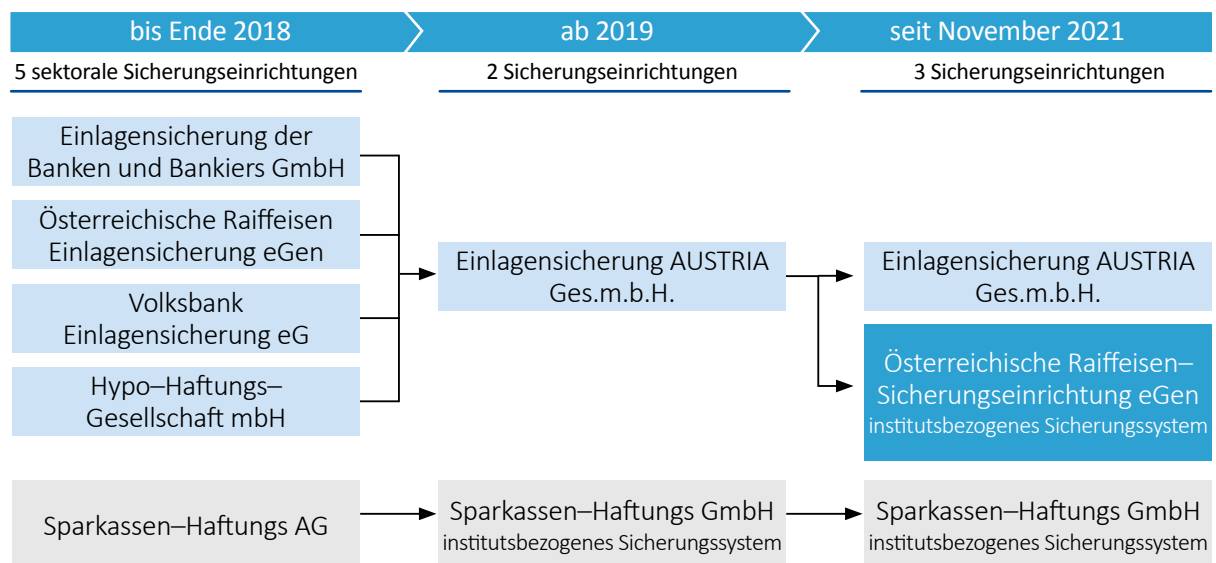 bis Ende 2018
ab 2019
seit November 2021
5 sektorale Sicherungseinrichtungen
2 Sicherungseinrichtungen
3 Sicherungseinrichtungen
Einlagensicherung der
Banken und Bankiers GmbH
Österreichische Raiffeisen
Einlagensicherung eGen
Volksbank
Einlagensicherung eG
Hypo–Haftungs–
Gesellschaft mbH
Sparkassen–Haftungs AG
Einlagensicherung AUSTRIA
Ges.m.b.H.
Sparkassen–Haftungs GmbH
institutsbezogenes Sicherungssystem
Einlagensicherung AUSTRIA
Ges.m.b.H.
Österreichische Raiffeisen–
Sicherungseinrichtung eGen
institutsbezogenes Sicherungssystem
Sparkassen–Haftungs GmbH
institutsbezogenes Sicherungssystem